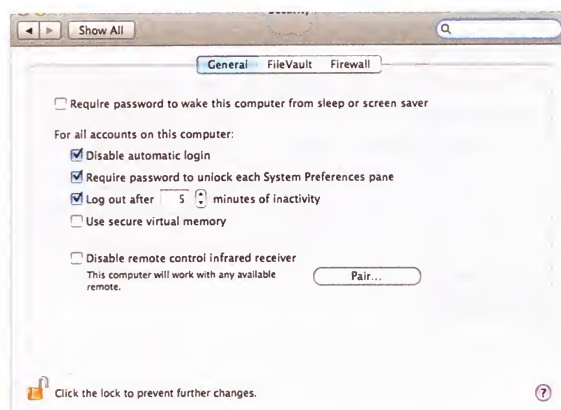 Security
Show All
General FileVault Firewall
Require password to wake this computer from sleep or screen saver
For all accounts on this computer:
Disable automatic login
Require password to unlock each System Preferences pane
Log out after 5 minutes of inactivity
Use secure virtual memory
Disable remote control infrared receiver
This computer will work with any available
remote.
Pair...
Click the lock to prevent further changes.
?